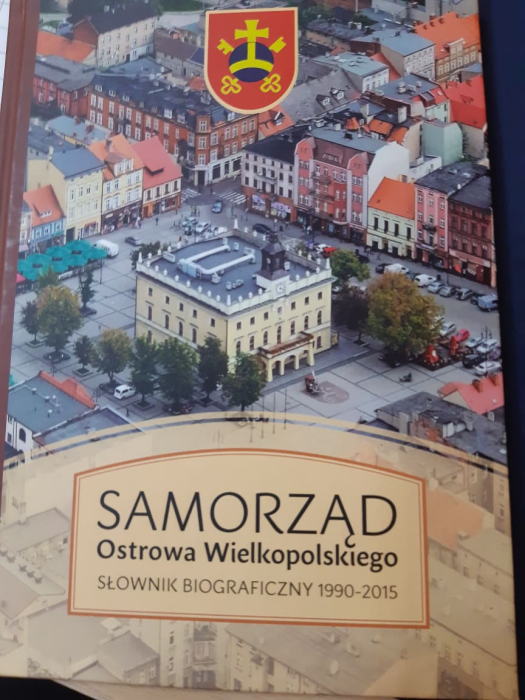 SAMORZĄD
Ostrowa Wielkopolskiego
SŁOWNIK BIOGRAFICZNY 1990-2015